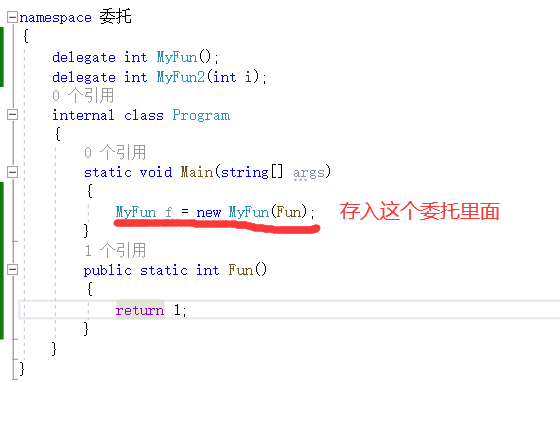 namespace 委托
{
delegate int MyFun();
delegate int MyFun2(int i);
0 个引用
internal class Program
{
0 个引用
static void Main(string[] args)
{
MyFun f = new MyFun(Fun); 存入这个委托里面
}
1 个引用
public static int Fun()
{
return 1;
}
}
}